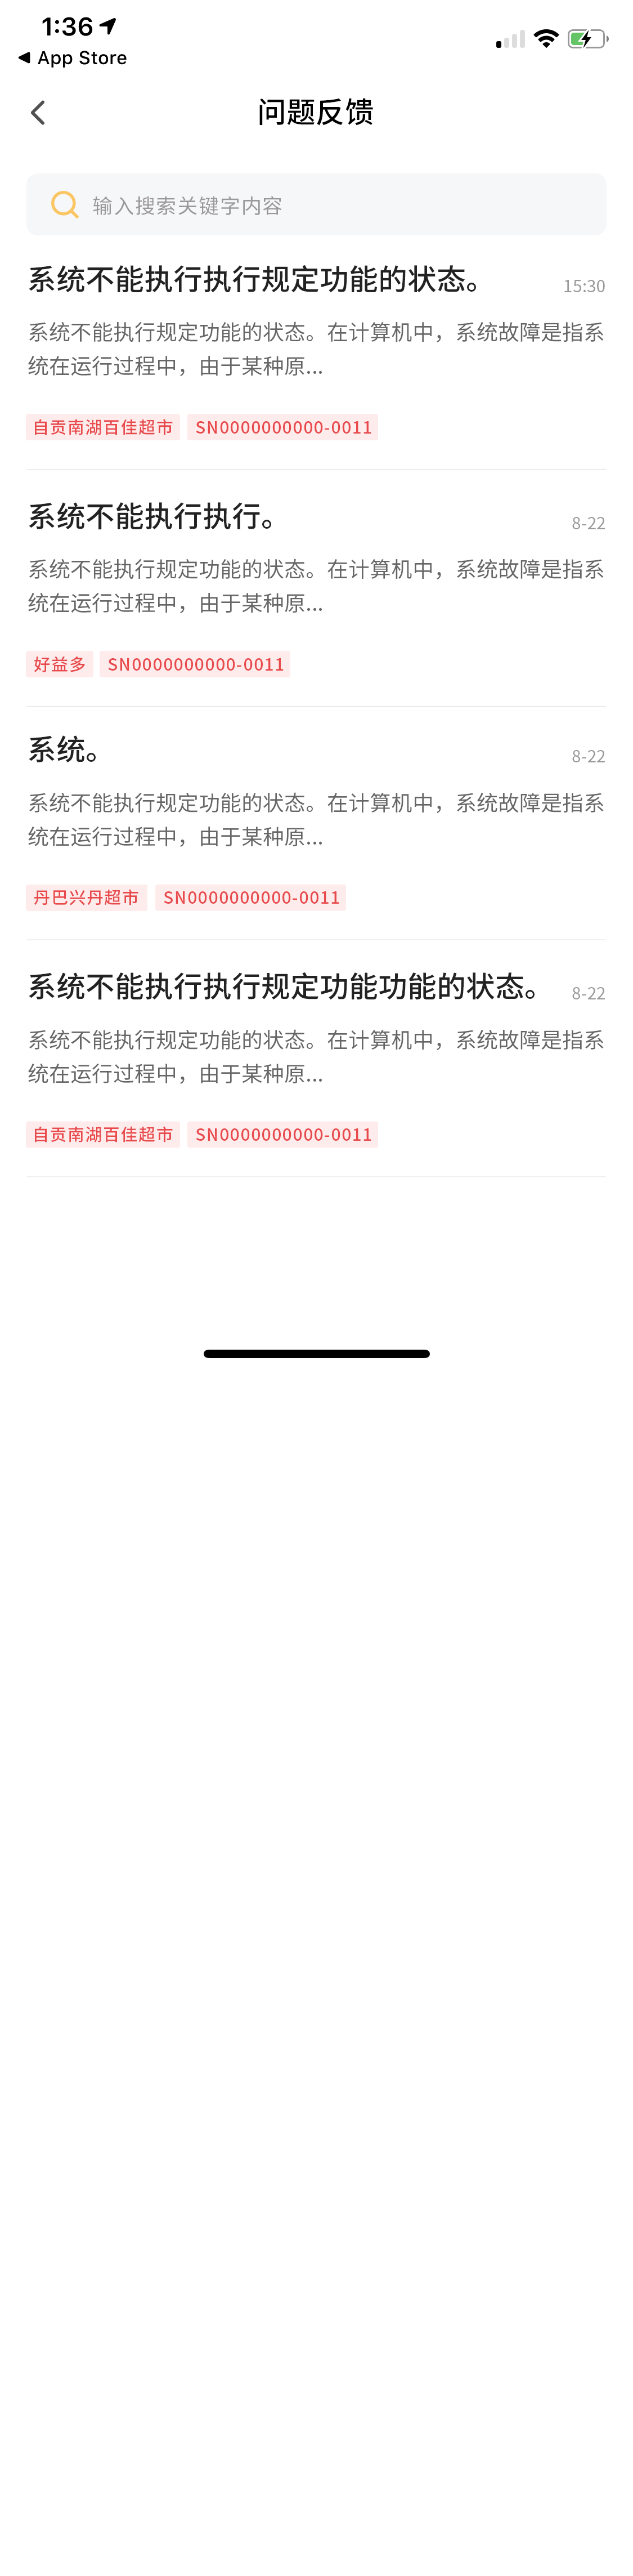 1:36
App Store
问题反馈
输入搜索关键字内容
系统不能执行执行规定功能的状态。 15:30
系统不能执行规定功能的状态。在计算机中，系统故障是指系
统在运行过程中，由于某种原...
自贡南湖百佳超市 SN0000000000-0011
系统不能执行执行。 8-22
系统不能执行规定功能的状态。在计算机中，系统故障是指系
统在运行过程中，由于某种原...
好益多 SN0000000000-0011
系统。 8-22
系统不能执行规定功能的状态。在计算机中，系统故障是指系
统在运行过程中，由于某种原...
丹巴兴丹超市 SN0000000000-0011
系统不能执行执行规定功能功能的状态。 8-22
系统不能执行规定功能的状态。在计算机中，系统故障是指系
统在运行过程中，由于某种原...
自贡南湖百佳超市 SN0000000000-0011